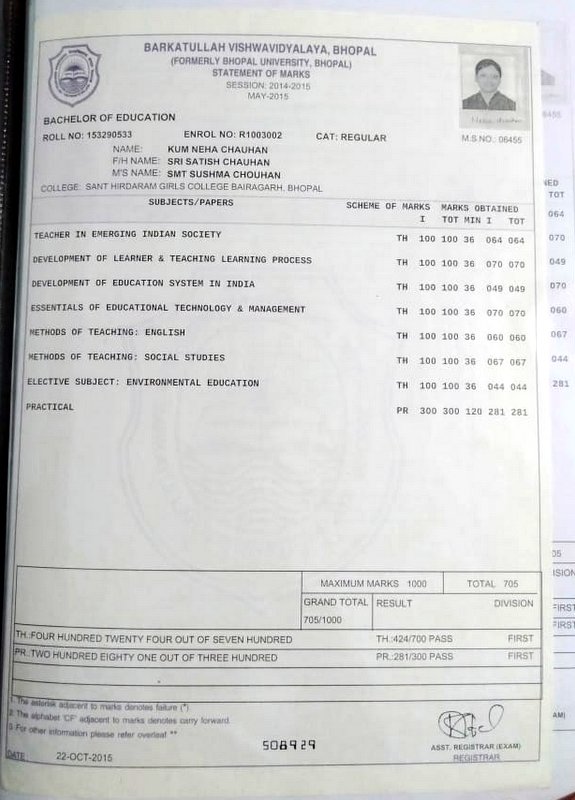 BARKATULLAH VISHWAVIDYALAYA, BHOPAL
(FORMERLY BHOPAL UNIVERSITY, BHOPAL)
STATEMENT OF MARKS
SESSION: 2014-2015
MAY-2015
BACHELOR OF EDUCATION
ROLL NO: 153290533 ENROL NO: R1003002 CAT: REGULAR M.S NO.: 06455
NAME: KUM NEHA CHAUHAN
F/H NAME: SRI SATISH CHAUHAN
M'S NAME: SMT SUSHMA CHOUHAN
COLLEGE: SANT HIRDARAM GIRLS COLLEGE BAIRAGARH, BHOPAL
SUBJECTS/PAPERS SCHEME OF MARKS MARKS OBTAINED
I TOT MIN I TOT
TEACHER IN EMERGING INDIAN SOCIETY TH 100 100 36 064 064
DEVELOPMENT OF LEARNER & TEACHING LEARNING PROCESS TH 100 100 36 070 070
DEVELOPMENT OF EDUCATION SYSTEM IN INDIA TH 100 100 36 049 049
ESSENTIALS OF EDUCATIONAL TECHNOLOGY & MANAGEMENT TH 100 100 36 070 070
METHODS OF TEACHING: ENGLISH TH 100 100 36 060 060
METHODS OF TEACHING: SOCIAL STUDIES TH 100 100 36 067 067
ELECTIVE SUBJECT: ENVIRONMENTAL EDUCATION TH 100 100 36 044 044
PRACTICAL PR 300 300 120 281 281
MAXIMUM MARKS 1000 TOTAL 705
GRAND TOTAL RESULT DIVISION
705/1000
TH.:FOUR HUNDRED TWENTY FOUR OUT OF SEVEN HUNDRED TH.:424/700 PASS FIRST
PR.:TWO HUNDRED EIGHTY ONE OUT OF THREE HUNDRED PR.:281/300 PASS FIRST
1. The asterisk adjacent to marks denotes failure (*)
2. The alphabet 'CF' adjacent to marks denotes carry forward.
3. For other information please refer overleaf **
508929
ASST. REGISTRAR (EXAM)
REGISTRAR
DATE: 22-OCT-2015
TOT
064
070
049
070
060
067
044
281
FIRST
FIRST